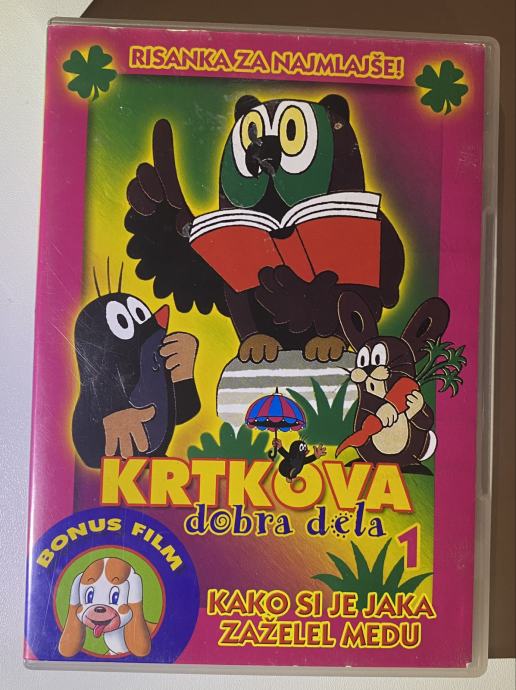 RISANKA ZA NAJMLAJŠE!
KRTKOVA
dobra dela 1
BONUS FILM
KAKO SI JE JAKA
ZAŽELEL MEDU